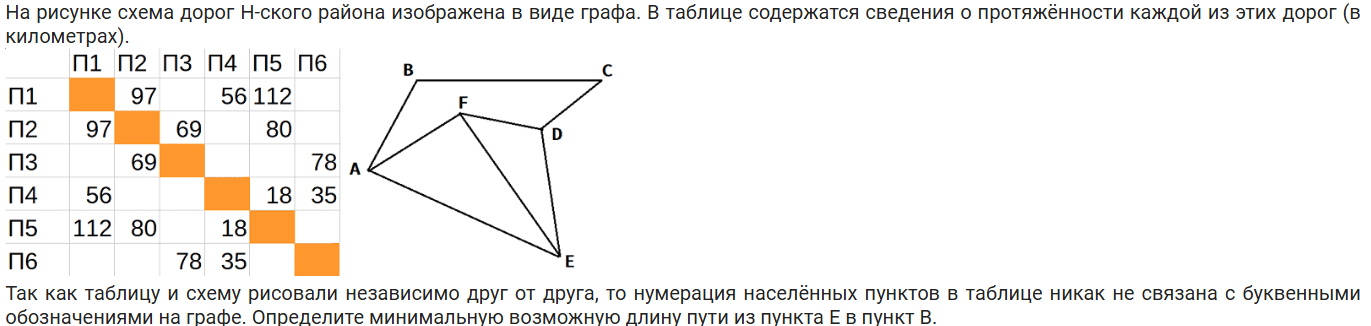 На рисунке схема дорог Н-ского района изображена в виде графа. В таблице содержатся сведения о протяжённости каждой из этих дорог (в
километрах).
П1 П2 П3 П4 П5 П6
П1 97 56 112
П2 97 69 80
П3 69 78
П4 56 18 35
П5 112 80 18
П6 78 35
B C
F
D
A
E
Так как таблицу и схему рисовали независимо друг от друга, то нумерация населённых пунктов в таблице никак не связана с буквенными
обозначениями на графе. Определите минимальную возможную длину пути из пункта Е в пункт В.